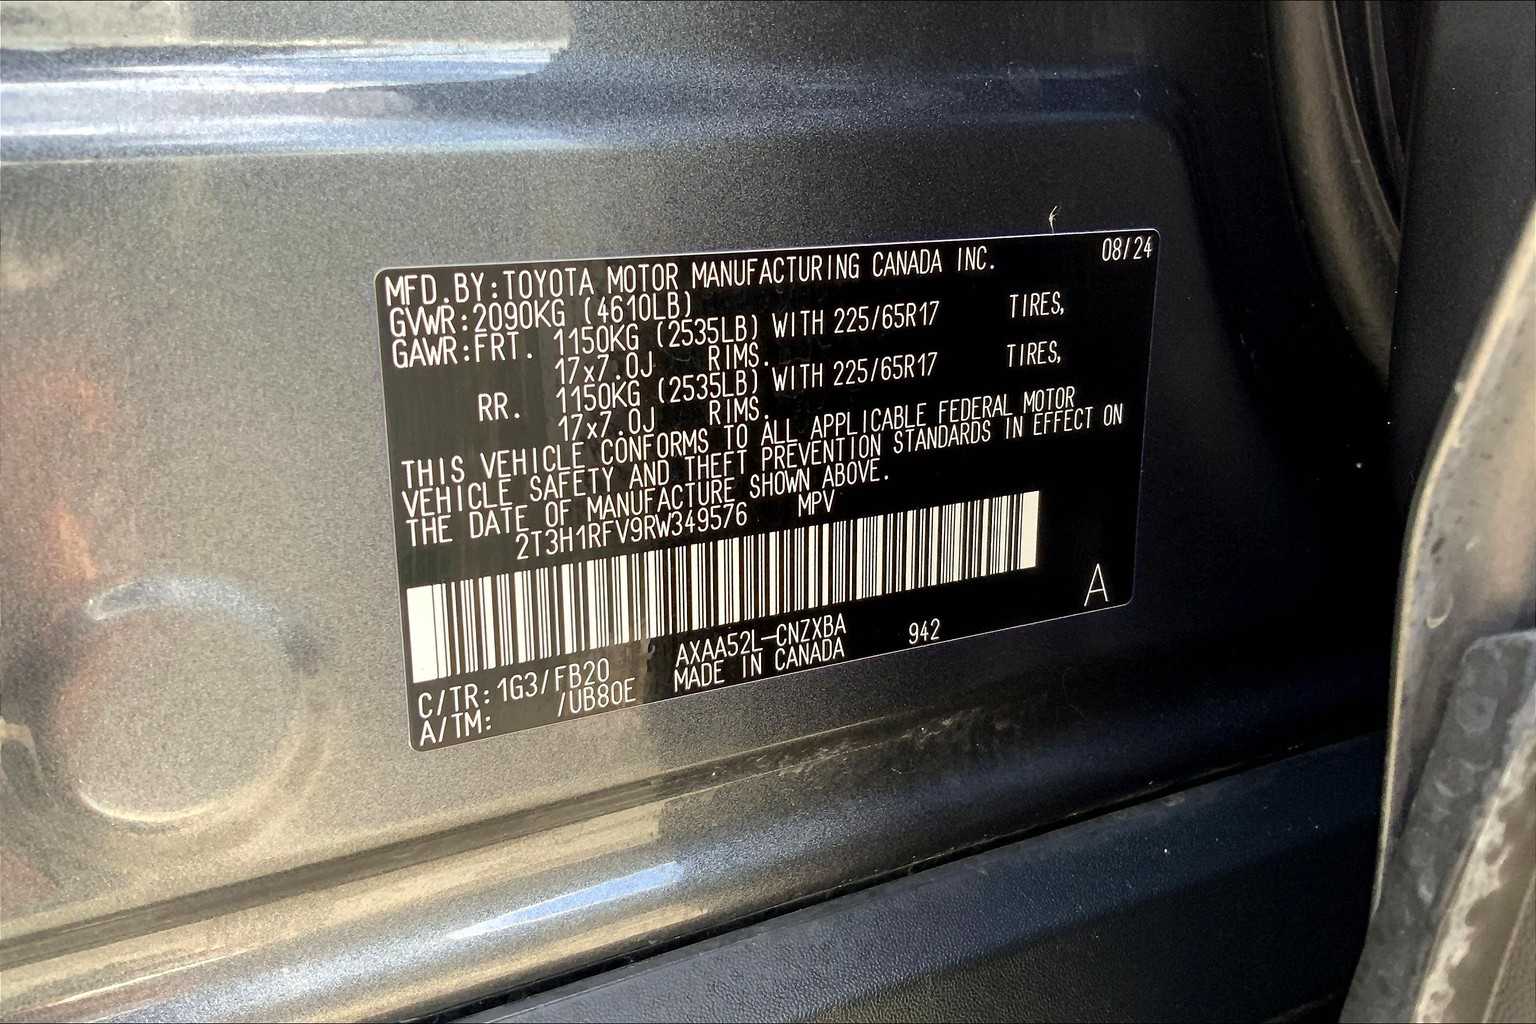 MFD.BY:TOYOTA MOTOR MANUFACTURING CANADA INC. 08/24
GVWR:2090KG (4610LB)
GAWR:FRT. 1150KG (2535LB) WITH 225/65R17 TIRES,
17x7.0J RIMS.
RR. 1150KG (2535LB) WITH 225/65R17 TIRES,
17x7.0J RIMS.
THIS VEHICLE CONFORMS TO ALL APPLICABLE FEDERAL MOTOR
VEHICLE SAFETY AND THEFT PREVENTION STANDARDS IN EFFECT ON
THE DATE OF MANUFACTURE SHOWN ABOVE.
2T3H1RFV9RW349576 MPV
A
C/TR:1G3/FB20 AXAA52L-CNZXBA 942
A/TM: /UB80E MADE IN CANADA